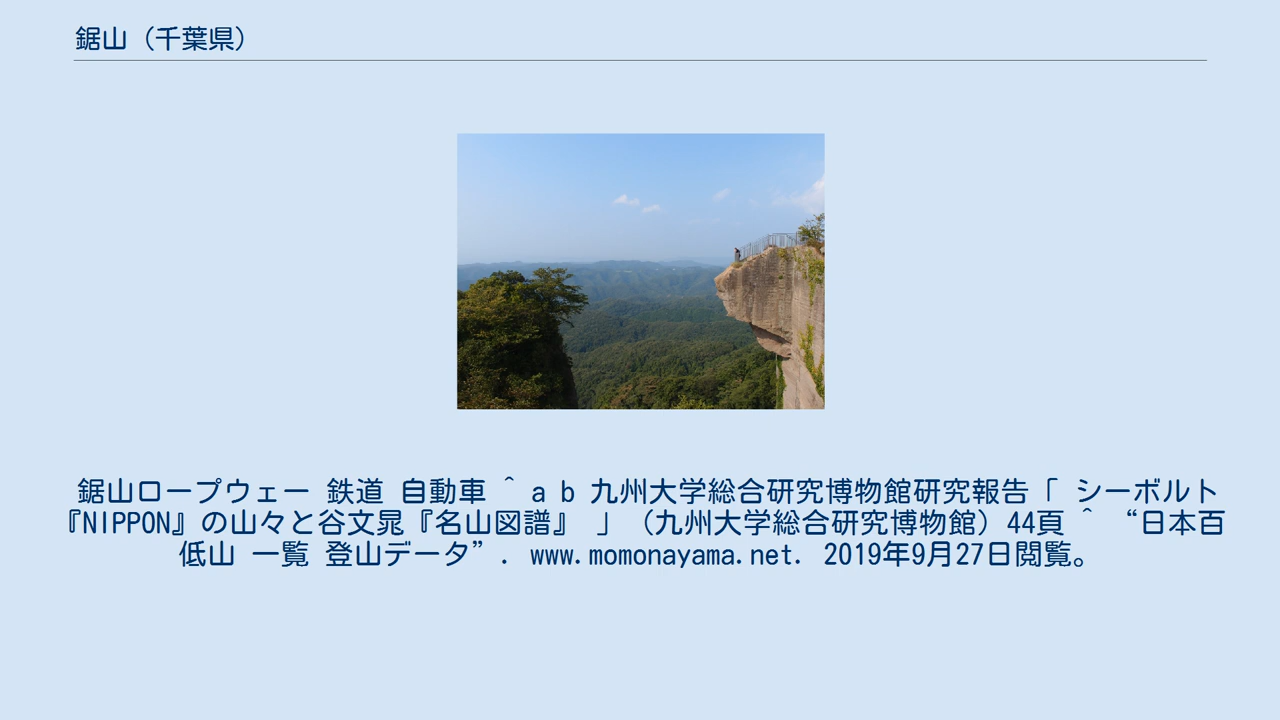 鋸山（千葉県）
鋸山ロープウェー 鉄道 自動車 ^ a b 九州大学総合研究博物館研究報告「 シーボルト
『NIPPON』の山々と谷文晁『名山図譜』 」（九州大学総合研究博物館）44頁 ^ “日本百
低山 一覧 登山データ”. www.momonayama.net. 2019年9月27日閲覧。